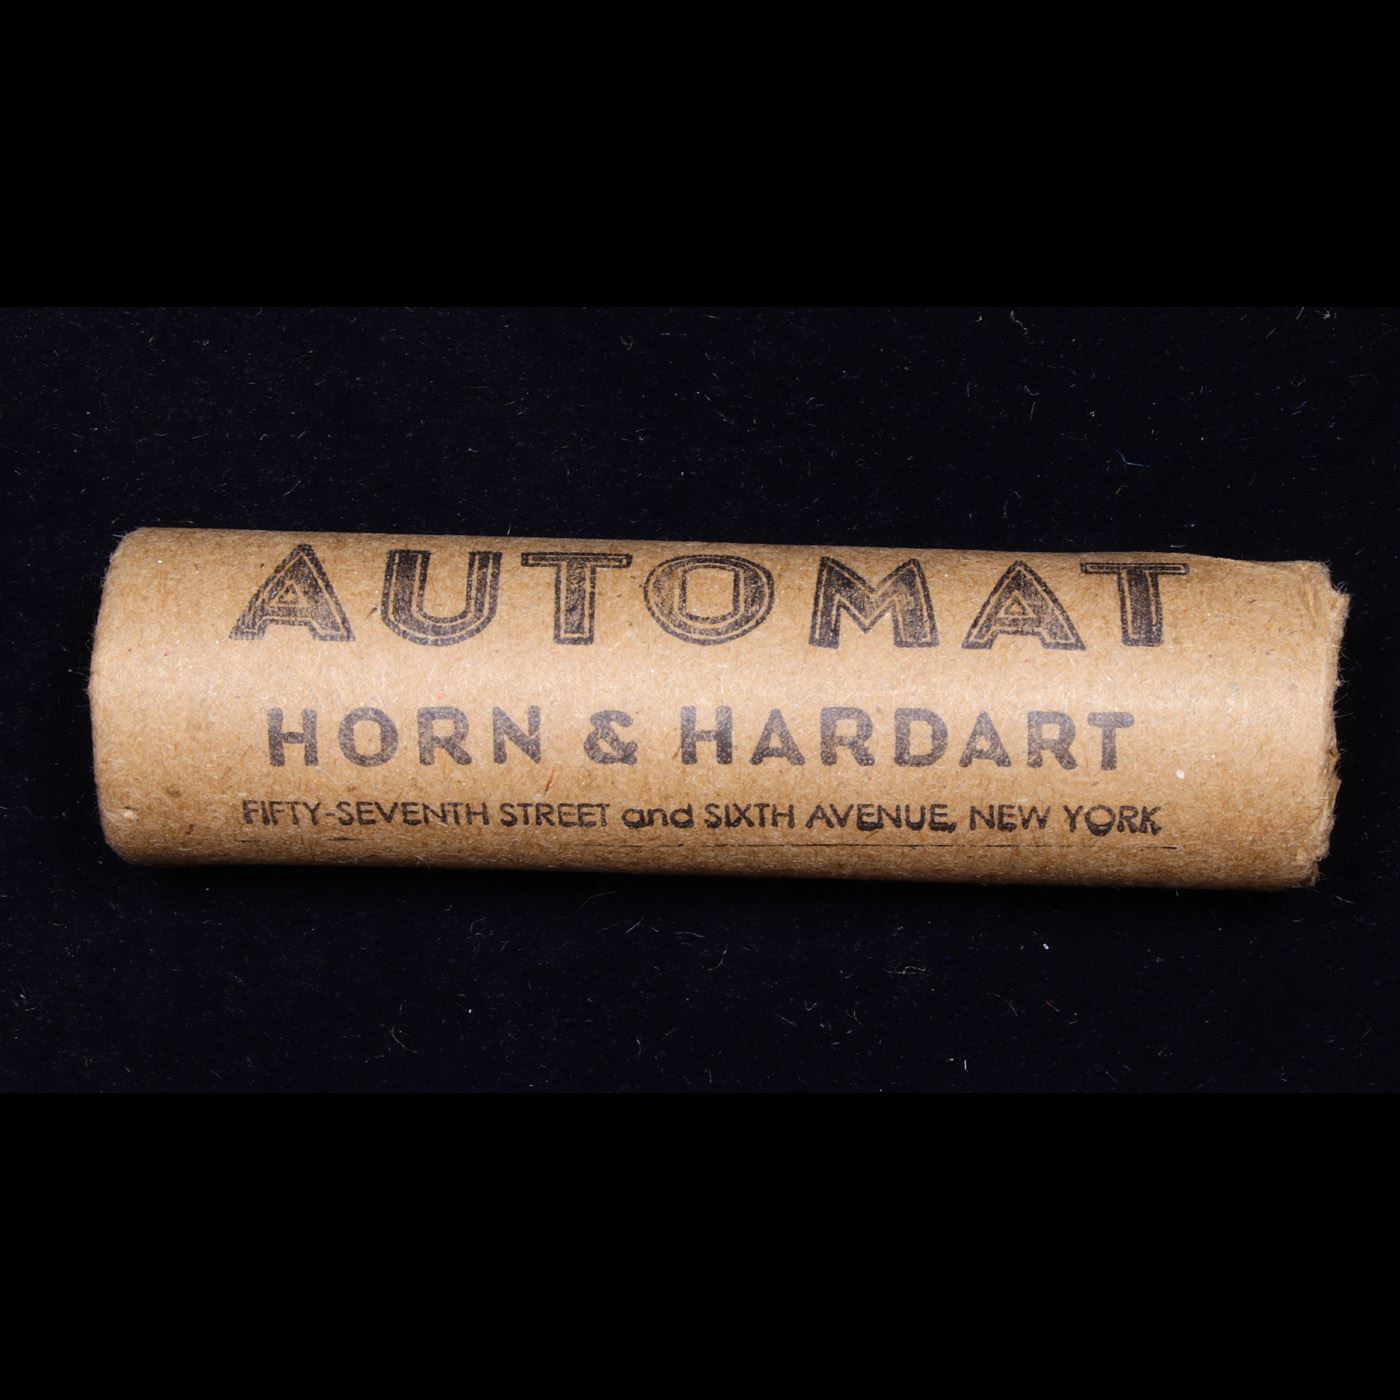 AUTOMAT
HORN & HARDART
FIFTY-SEVENTH STREET and SIXTH AVENUE, NEW YORK